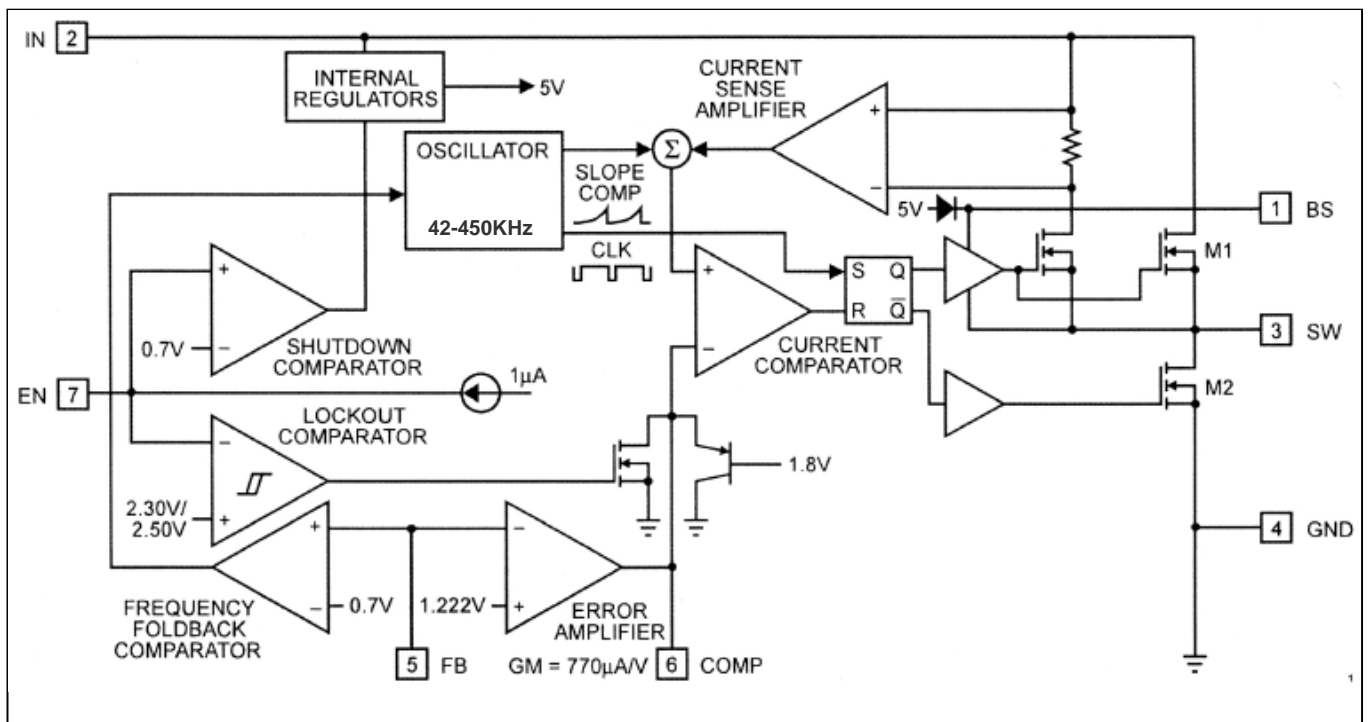 IN 2
INTERNAL
REGULATORS
5V
CURRENT
SENSE
AMPLIFIER
+
−
OSCILLATOR
42-450KHz
Σ
SLOPE
COMP
CLK
5V
1 BS
M1
+
−
0.7V
SHUTDOWN
COMPARATOR
+
−
CURRENT
COMPARATOR
S Q
R Q̅
3 SW
M2
EN 7
1µA
LOCKOUT
COMPARATOR
−
+
2.30V/
2.50V
1.8V
4 GND
+
−
0.7V
FREQUENCY
FOLDBACK
COMPARATOR
−
+
1.222V
ERROR
AMPLIFIER
5 FB
GM = 770µA/V
6 COMP
1